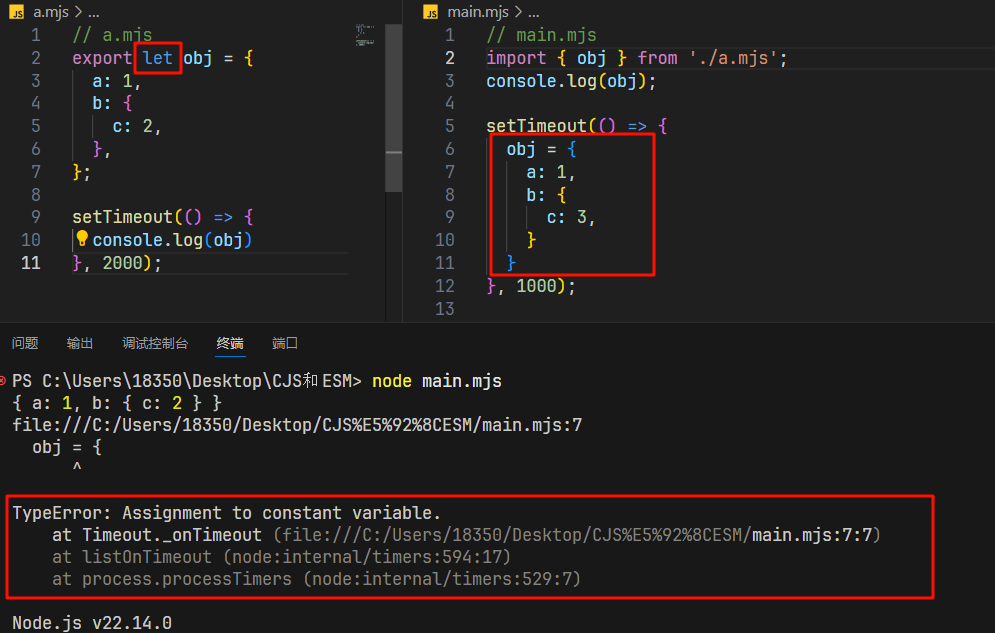 JS a.mjs > ...
1 // a.mjs
2 export let obj = {
3 a: 1,
4 b: {
5 c: 2,
6 },
7 };
8
9 setTimeout(() => {
10 console.log(obj)
11 }, 2000);
JS main.mjs > ...
1 // main.mjs
2 import { obj } from './a.mjs';
3 console.log(obj);
4
5 setTimeout(() => {
6 obj = {
7 a: 1,
8 b: {
9 c: 3,
10 }
11 }
12 }, 1000);
13
问题 输出 调试控制台 终端 端口
PS C:\Users\18350\Desktop\CJS和ESM> node main.mjs
{ a: 1, b: { c: 2 } }
file:///C:/Users/18350/Desktop/CJS%E5%92%8CESM/main.mjs:7
obj = {
^
TypeError: Assignment to constant variable.
at Timeout._onTimeout (file:///C:/Users/18350/Desktop/CJS%E5%92%8CESM/main.mjs:7:7)
at listOnTimeout (node:internal/timers:594:17)
at process.processTimers (node:internal/timers:529:7)
Node.js v22.14.0